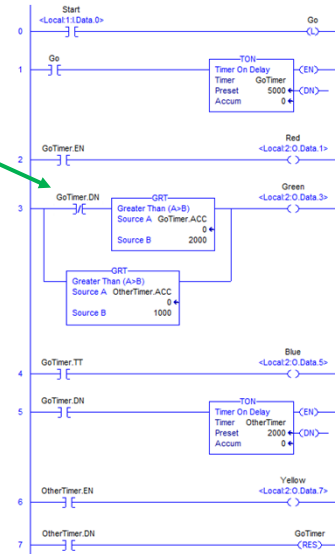 Start
<Local:1:I.Data.0>
Go
0
(L)
Go
TON
1
Timer On Delay
(EN)
Timer GoTimer
Preset 5000
(DN)
Accum 0
GoTimer.EN
Red
<Local:2:O.Data.1>
2
GoTimer.DN
GRT
Green
<Local:2:O.Data.3>
3
Greater Than (A>B)
Source A GoTimer.ACC
0
Source B 2000
GRT
Greater Than (A>B)
Source A OtherTimer.ACC
0
Source B 1000
GoTimer.TT
Blue
<Local:2:O.Data.5>
4
GoTimer.DN
TON
5
Timer On Delay
(EN)
Timer OtherTimer
Preset 2000
(DN)
Accum 0
OtherTimer.EN
Yellow
<Local:2:O.Data.7>
6
OtherTimer.DN
GoTimer
7
(RES)